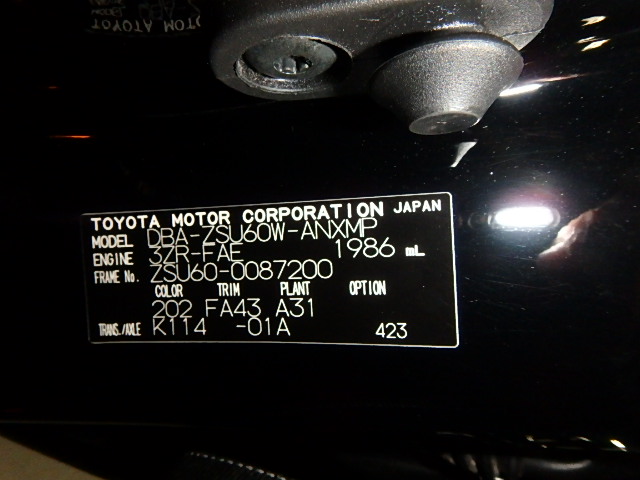 TOYOTA MOTOR CORPORATION JAPAN
MODEL DBA-ZSU60W-ANXMP
ENGINE 3ZR-FAE 1986 mL
FRAME No. ZSU60-0087200
COLOR TRIM PLANT OPTION
202 FA43 A31
TRANS./AXLE K114 -01A 423